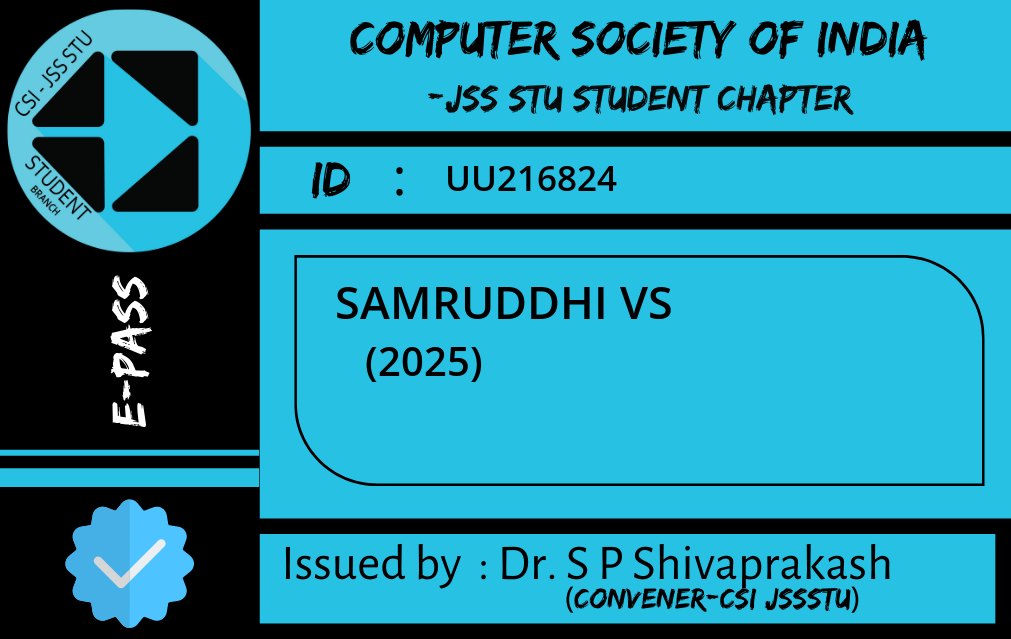 CSI - JSS STU
STUDENT
BRANCH
E-PASS
COMPUTER SOCIETY OF INDIA
-JSS STU STUDENT CHAPTER
ID : UU216824
SAMRUDDHI VS
(2025)
Issued by : Dr. S P Shivaprakash
(CONVENER-CSI JSSSTU)